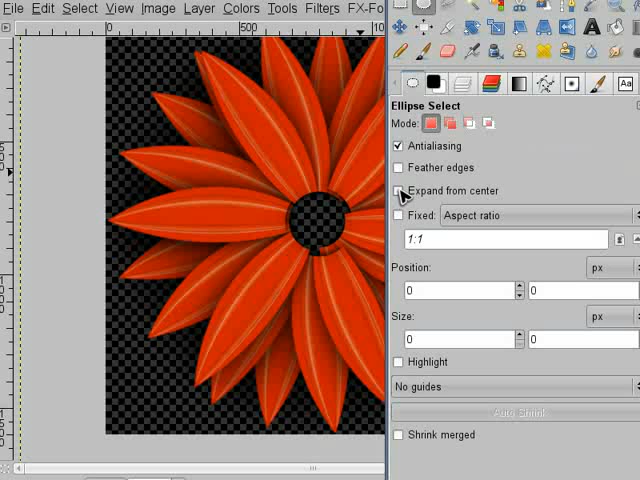 File Edit Select View Image Layer Colors Tools Filters FX-Fo
0 500 10
Ellipse Select
Mode:
Antialiasing
Feather edges
Expand from center
Fixed: Aspect ratio
1:1
Position: px
0 0
Size: px
0 0
Highlight
No guides
Auto Shrink
Shrink merged
Aa